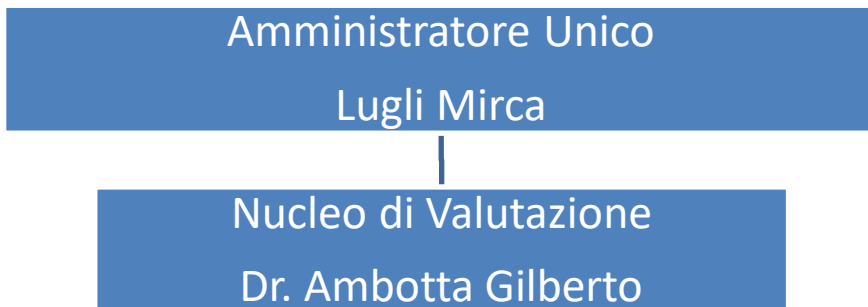 Amministratore Unico
Lugli Mirca
Nucleo di Valutazione
Dr. Ambotta Gilberto